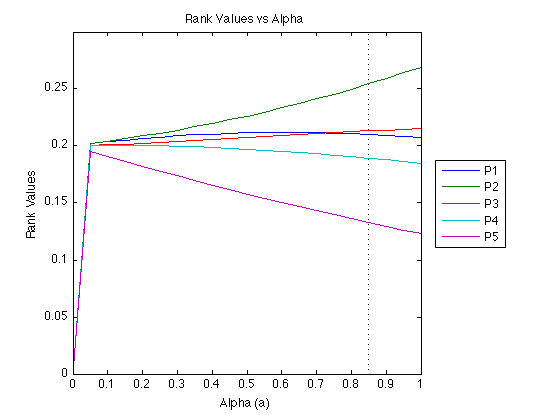 Rank Values vs Alpha
0.25
0.2
0.15
0.1
0.05
0
Rank Values
0 0.1 0.2 0.3 0.4 0.5 0.6 0.7 0.8 0.9 1
Alpha (a)
P1
P2
P3
P4
P5